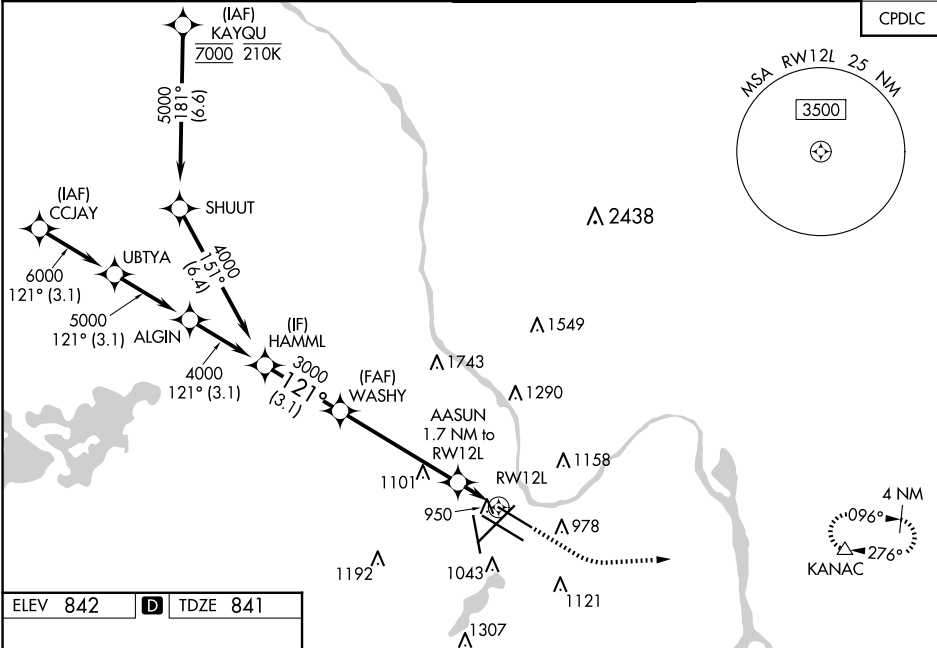 CPDLC
(IAF)
KAYQU
7000 210K
5000
181°
(6.6)
MSA RW12L 25 NM
3500
(IAF)
CCJAY
SHUUT
2438
UBTYA
4000
151°
(6.4)
6000
121° (3.1)
5000
121° (3.1)
ALGIN
(IF)
HAMML
1549
4000
121° (3.1)
3000
121°
(3.1)
1743
(FAF)
WASHY
1290
AASUN
1.7 NM to
RW12L
1101
RW12L
1158
950
978
4 NM
096°
276°
KANAC
1192
1043
1121
ELEV 842 D TDZE 841
1307